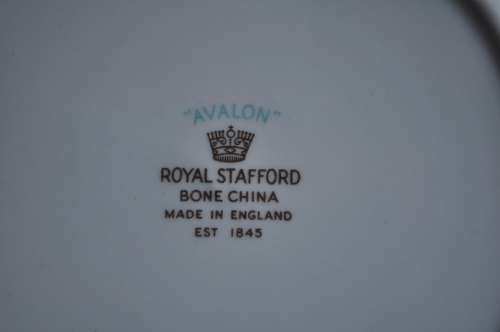 "AVALON"
ROYAL STAFFORD
BONE CHINA
MADE IN ENGLAND
EST 1845